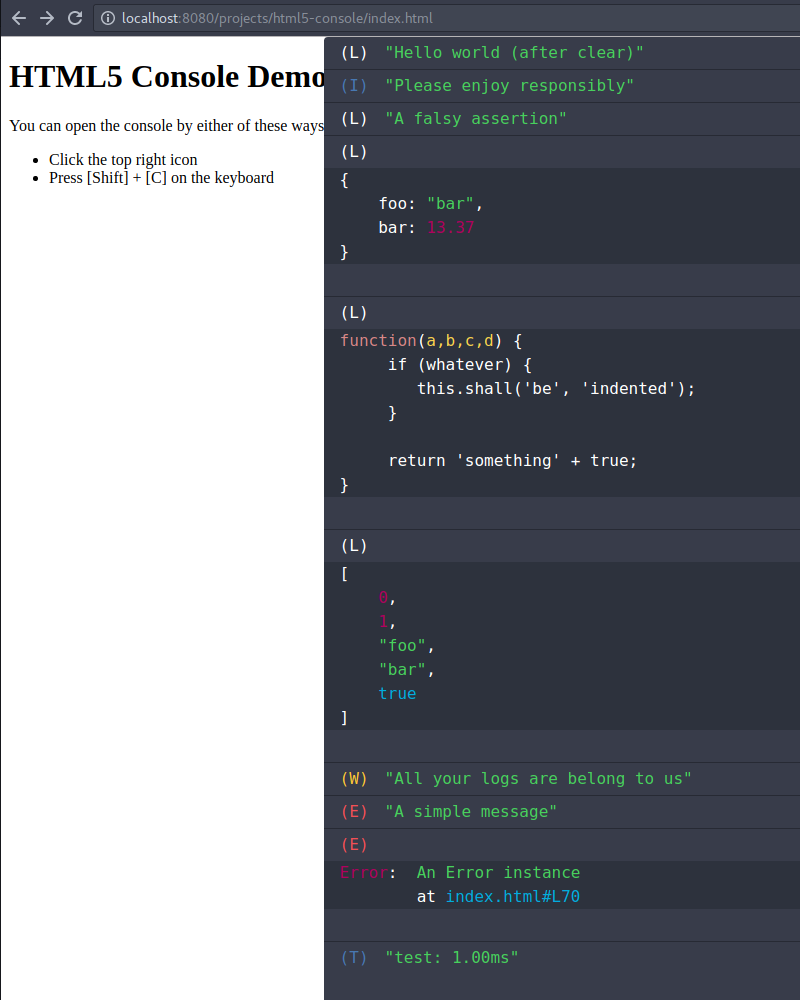 localhost:8080/projects/html5-console/index.html
HTML5 Console Demo
You can open the console by either of these ways
Click the top right icon
Press [Shift] + [C] on the keyboard
(L) "Hello world (after clear)"
(I) "Please enjoy responsibly"
(L) "A falsy assertion"
(L)
{
    foo: "bar",
    bar: 13.37
}
(L)
function(a,b,c,d) {
     if (whatever) {
        this.shall('be', 'indented');
     }
     return 'something' + true;
}
(L)
[
    0,
    1,
    "foo",
    "bar",
    true
]
(W) "All your logs are belong to us"
(E) "A simple message"
(E)
Error:  An Error instance
        at index.html#L70
(T) "test: 1.00ms"